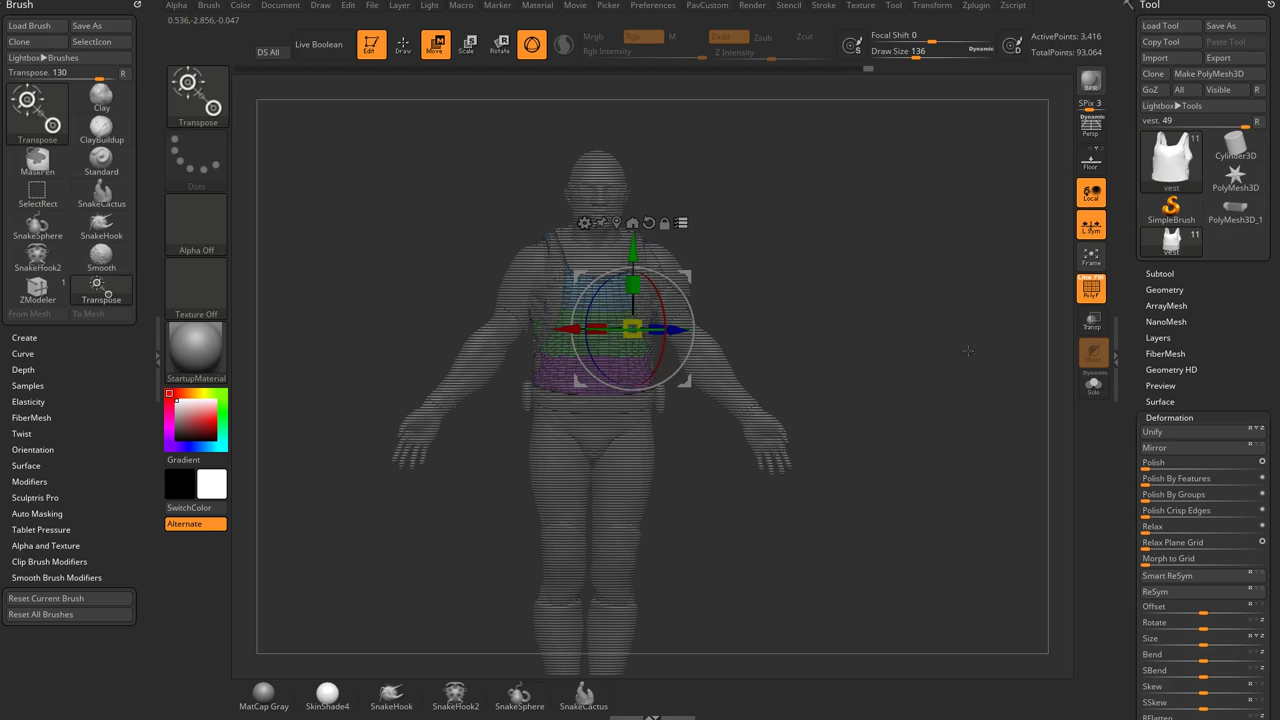 Brush
Load Brush Save As
Clone SelectIcon
Lightbox▶Brushes
Transpose. 130 R
Transpose
Clay
ClayBuildup
MaskPen
Standard
SelectRect
SnakeCactus
SnakeSphere
SnakeHook
SnakeHook2
Smooth
ZModeler 1
Transpose
From Mesh To Mesh
Create
Curve
Depth
Samples
Elasticity
FiberMesh
Twist
Orientation
Surface
Modifiers
Sculptris Pro
Auto Masking
Tablet Pressure
Alpha and Texture
Clip Brush Modifiers
Smooth Brush Modifiers
Reset Current Brush
Reset All Brushes
Alpha Brush Color Document Draw Edit File Layer Light Macro Marker Material Movie Picker Preferences PavCustom Render Stencil Stroke Texture Tool Transform Zplugin Zscript
0.536,-2.856,-0.047
DS All
Live Boolean
Edit
Draw
Move
Scale
Rotate
Mrgb Rgb M
Rgb Intensity
Zadd Zsub Zcut
Z Intensity
Focal Shift 0
Draw Size 136 Dynamic
S
D
ActivePoints: 3,416
TotalPoints: 93,064
Transpose
Dots
Alpha Off
Texture Off
StartupMaterial
Gradient
SwitchColor
Alternate
BPR
SPix 3
Dynamic
Persp
Floor
Local
L.Sym
Frame
Line Fill
PolyF
Transp
Dynamic
Solo
MatCap Gray
SkinShade4
SnakeHook
SnakeHook2
SnakeSphere
SnakeCactus
Tool
Load Tool Save As
Copy Tool Paste Tool
Import Export
Clone Make PolyMesh3D
GoZ All Visible R
Lightbox▶Tools
vest. 49 R
11
vest
Cylinder3D
PolyMesh3D
SimpleBrush
PolyMesh3D_1
11
vest
Subtool
Geometry
ArrayMesh
NanoMesh
Layers
FiberMesh
Geometry HD
Preview
Surface
Deformation
Unify
Mirror
Polish
Polish By Features
Polish By Groups
Polish Crisp Edges
Relax
Relax Plane Grid
Morph to Grid
Smart ReSym
ReSym
Offset
Rotate
Size
Bend
SBend
Skew
SSkew
RFlatten